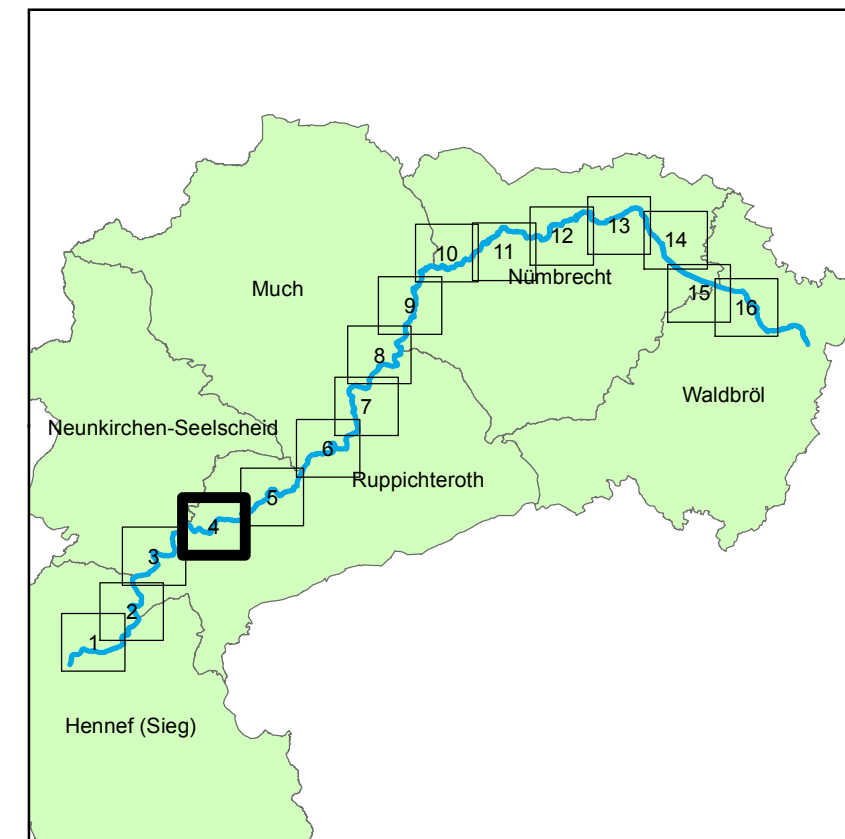 13
12
14
11
10
Nümbrecht
Much
15
9
16
8
Waldbröl
7
Neunkirchen-Seelscheid
6
Ruppichteroth
5
4
3
2
1
Hennef (Sieg)